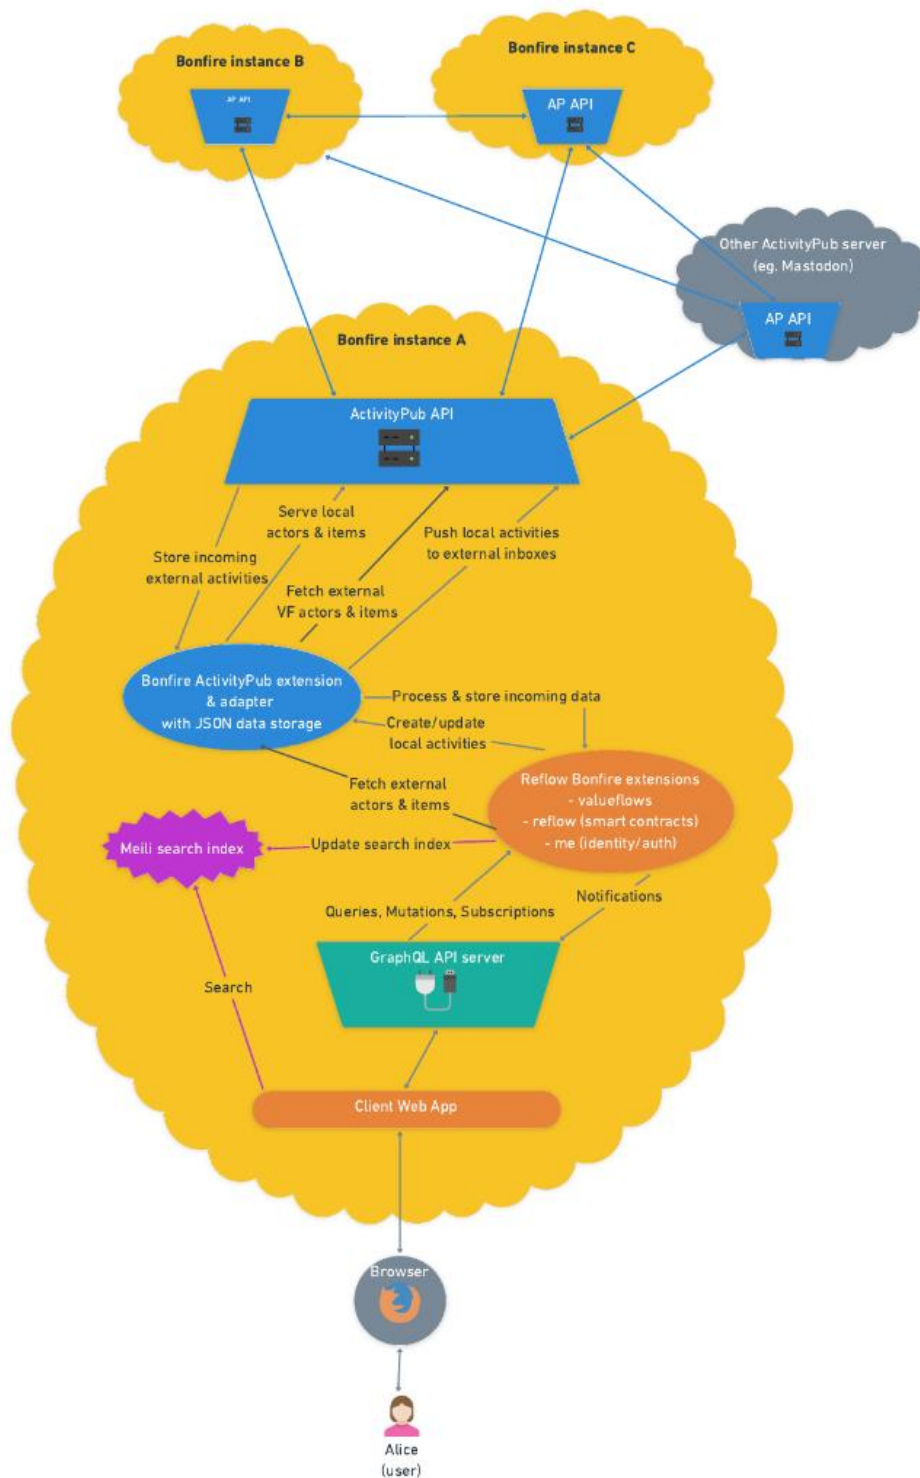 Bonfire instance B
AP API
Bonfire instance C
AP API
Other ActivityPub server
(eg. Mastodon)
AP API
Bonfire instance A
ActivityPub API
Serve local
actors & items
Push local activities
to external inboxes
Store incoming
external activities
Fetch external
VF actors & items
Bonfire ActivityPub extension
& adapter
with JSON data storage
Process & store incoming data
Create/update
local activities
Fetch external
actors & items
Reflow Bonfire extensions
- valueflows
- reflow (smart contracts)
- me (identity/auth)
Meili search index
Update search index
Notifications
Queries, Mutations, Subscriptions
GraphQL API server
Search
Client Web App
Browser
Alice
(user)